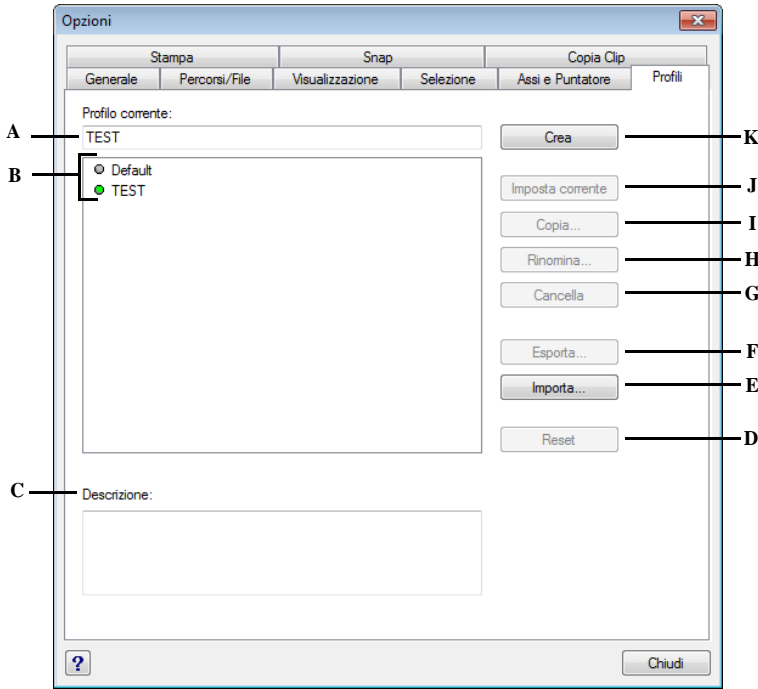 Opzioni
Stampa Snap Copia Clip
Generale Percorsi/File Visualizzazione Selezione Assi e Puntatore Profili
Profilo corrente:
A TEST Crea K
B Default
TEST Imposta corrente J
Copia... I
Rinomina... H
Cancella G
Esporta... F
Importa... E
Reset D
C Descrizione:
? Chiudi